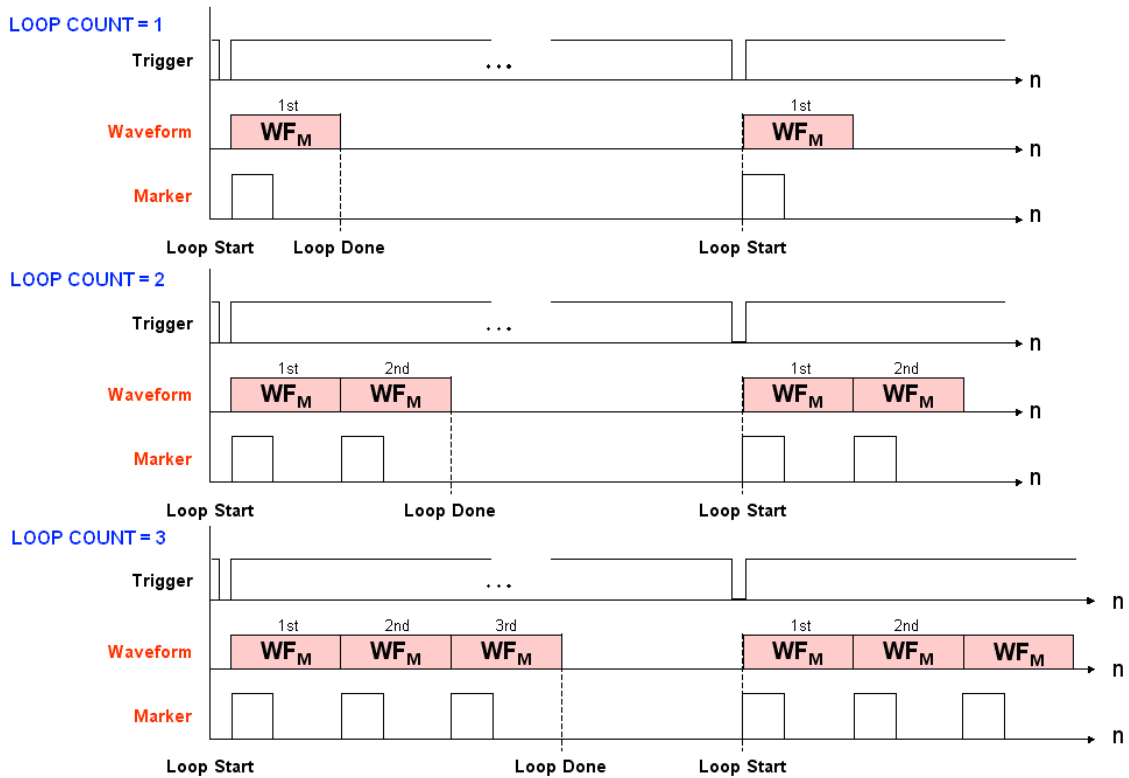 LOOP COUNT = 1
Trigger
...
n
1st
1st
Waveform
WFM
WFM
n
Marker
n
Loop Start
Loop Done
Loop Start
LOOP COUNT = 2
Trigger
...
n
1st
2nd
1st
2nd
Waveform
WFM
WFM
WFM
WFM
n
Marker
n
Loop Start
Loop Done
Loop Start
LOOP COUNT = 3
Trigger
...
n
1st
2nd
3rd
1st
2nd
Waveform
WFM
WFM
WFM
WFM
WFM
WFM
n
Marker
n
Loop Start
Loop Done
Loop Start